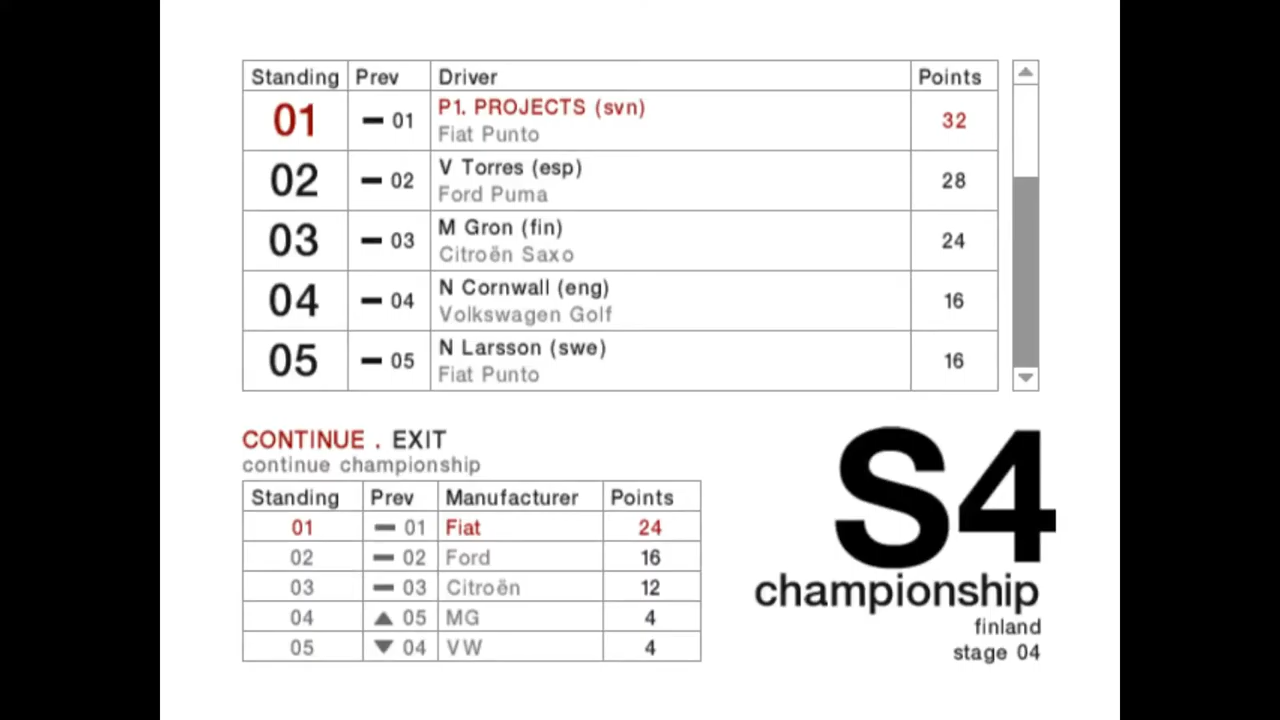 Standing Prev Driver Points
01 01 P1. PROJECTS (svn) 32
Fiat Punto
02 02 V Torres (esp) 28
Ford Puma
03 03 M Gron (fin) 24
Citroën Saxo
04 04 N Cornwall (eng) 16
Volkswagen Golf
05 05 N Larsson (swe) 16
Fiat Punto
CONTINUE . EXIT
continue championship
Standing Prev Manufacturer Points
01 01 Fiat 24
02 02 Ford 16
03 03 Citroën 12
04 05 MG 4
05 04 VW 4
S4
championship
finland
stage 04